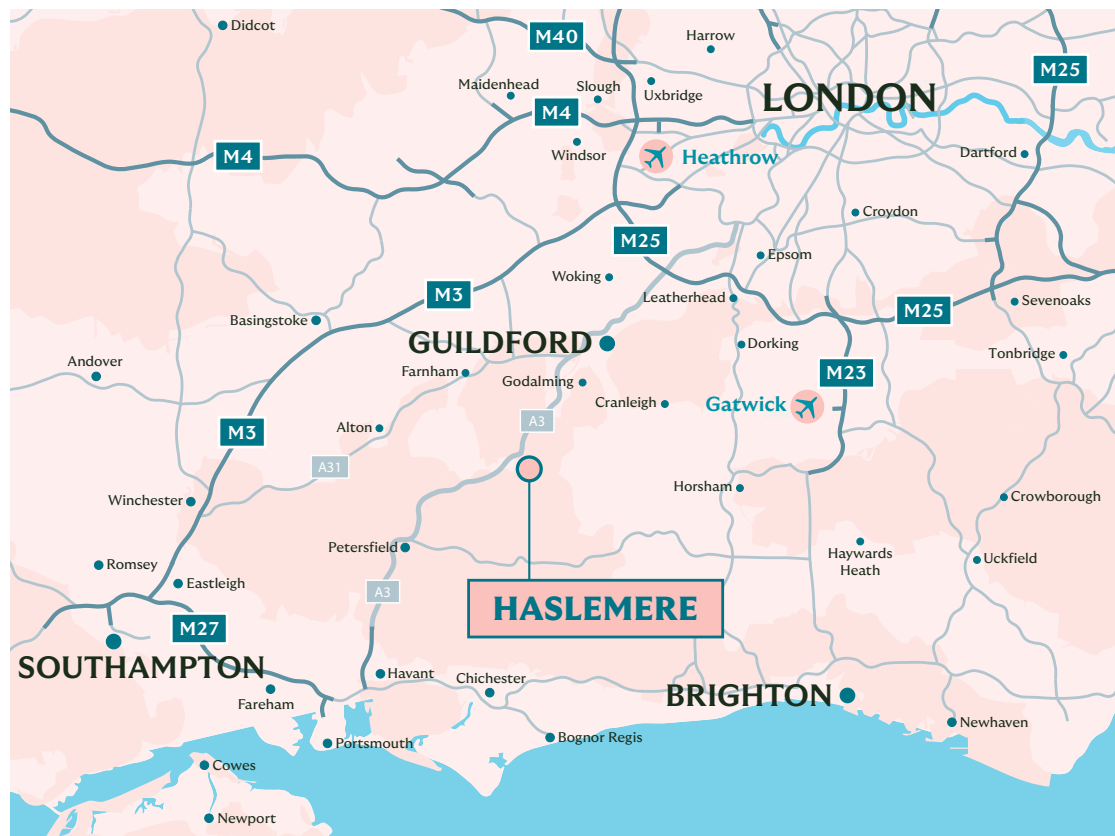 Didcot
M40
Harrow
M25
Maidenhead
Slough
Uxbridge
LONDON
M4
Windsor
Heathrow
Dartford
M4
Croydon
M25
Epsom
Woking
Leatherhead
M3
Sevenoaks
M25
Basingstoke
GUILDFORD
Dorking
Tonbridge
Andover
Farnham
Godalming
M23
Cranleigh
Gatwick
A3
Alton
M3
A31
Horsham
Winchester
Crowborough
Petersfield
Haywards
Heath
Uckfield
Romsey
Eastleigh
A3
HASLEMERE
M27
SOUTHAMPTON
Havant
Chichester
BRIGHTON
Fareham
Newhaven
Portsmouth
Bognor Regis
Cowes
Newport